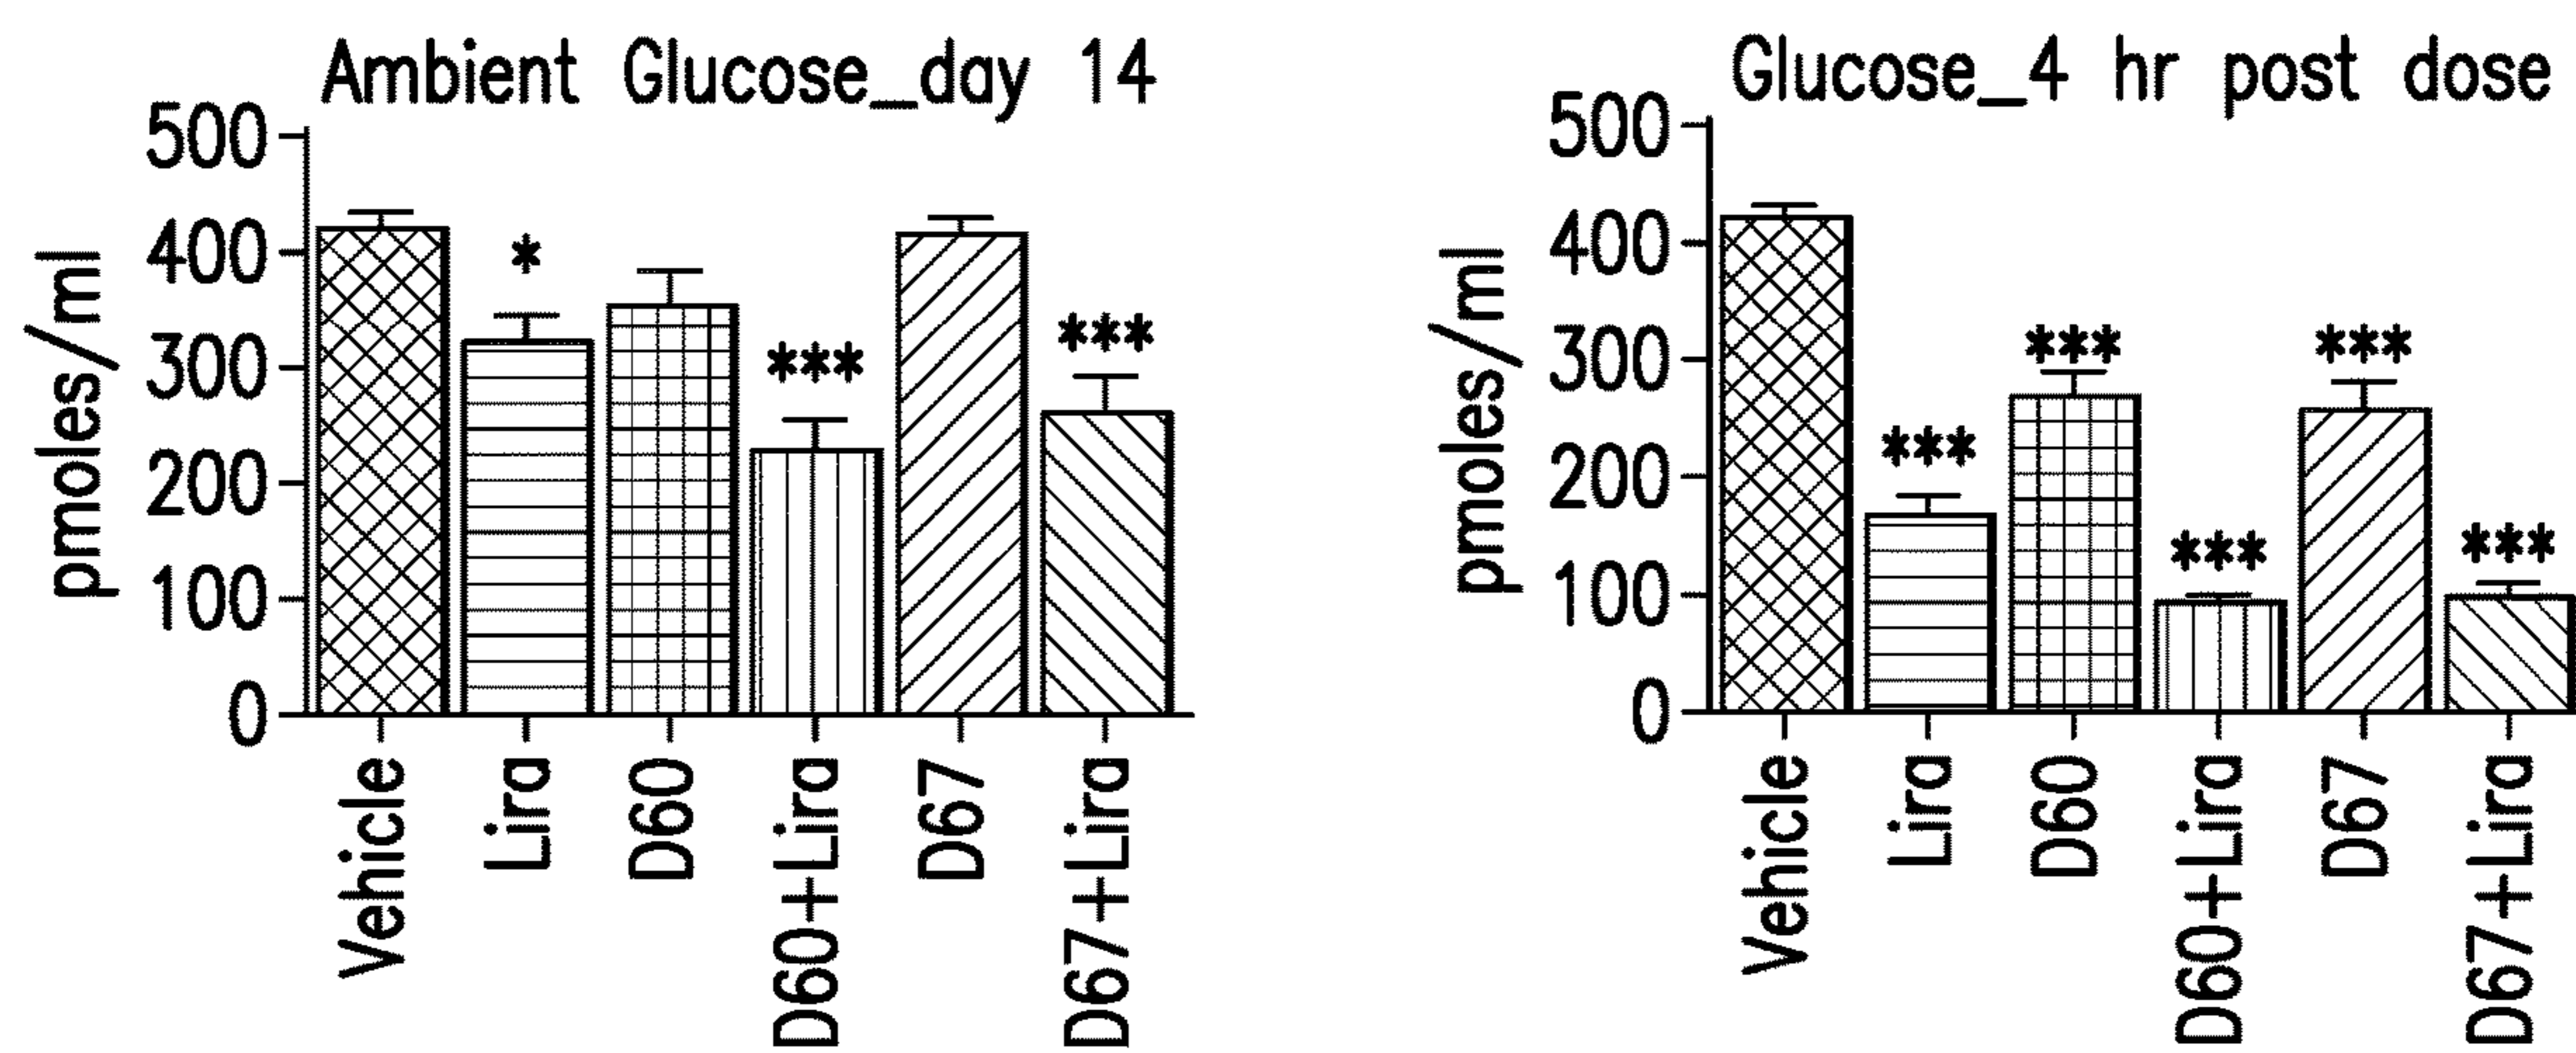 Ambient Glucose_day 14
pmoles/ml
500
400
300
200
100
0
*
***
***
Vehicle
Lira
D60
D60+Lira
D67
D67+Lira
Glucose_4 hr post dose
pmoles/ml
500
400
300
200
100
0
***
***
***
***
***
Vehicle
Lira
D60
D60+Lira
D67
D67+Lira